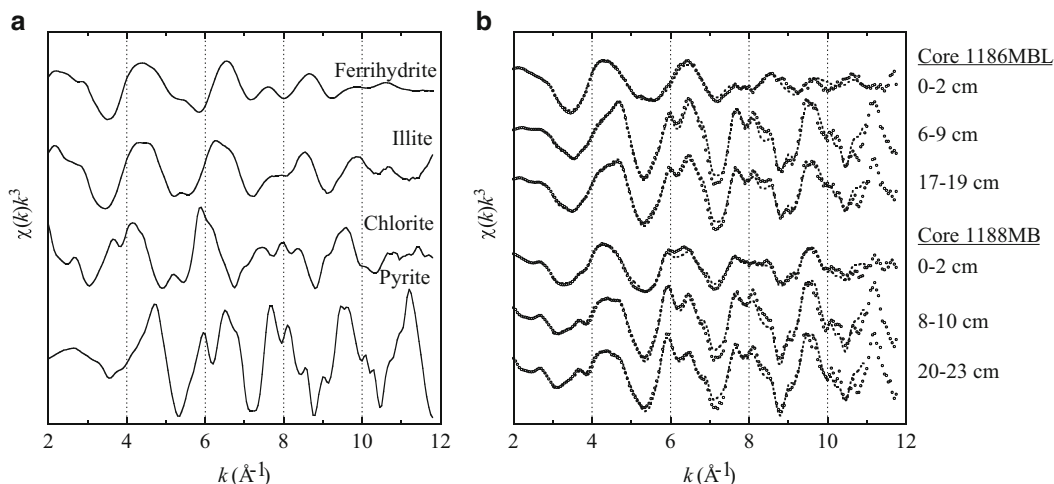 a
Ferrihydrite
Illite
Chlorite
Pyrite
χ(k)k³
2 4 6 8 10 12
k (Å⁻¹)
b
Core 1186MBL
0-2 cm
6-9 cm
17-19 cm
Core 1188MB
0-2 cm
8-10 cm
20-23 cm
χ(k)k³
2 4 6 8 10 12
k (Å⁻¹)